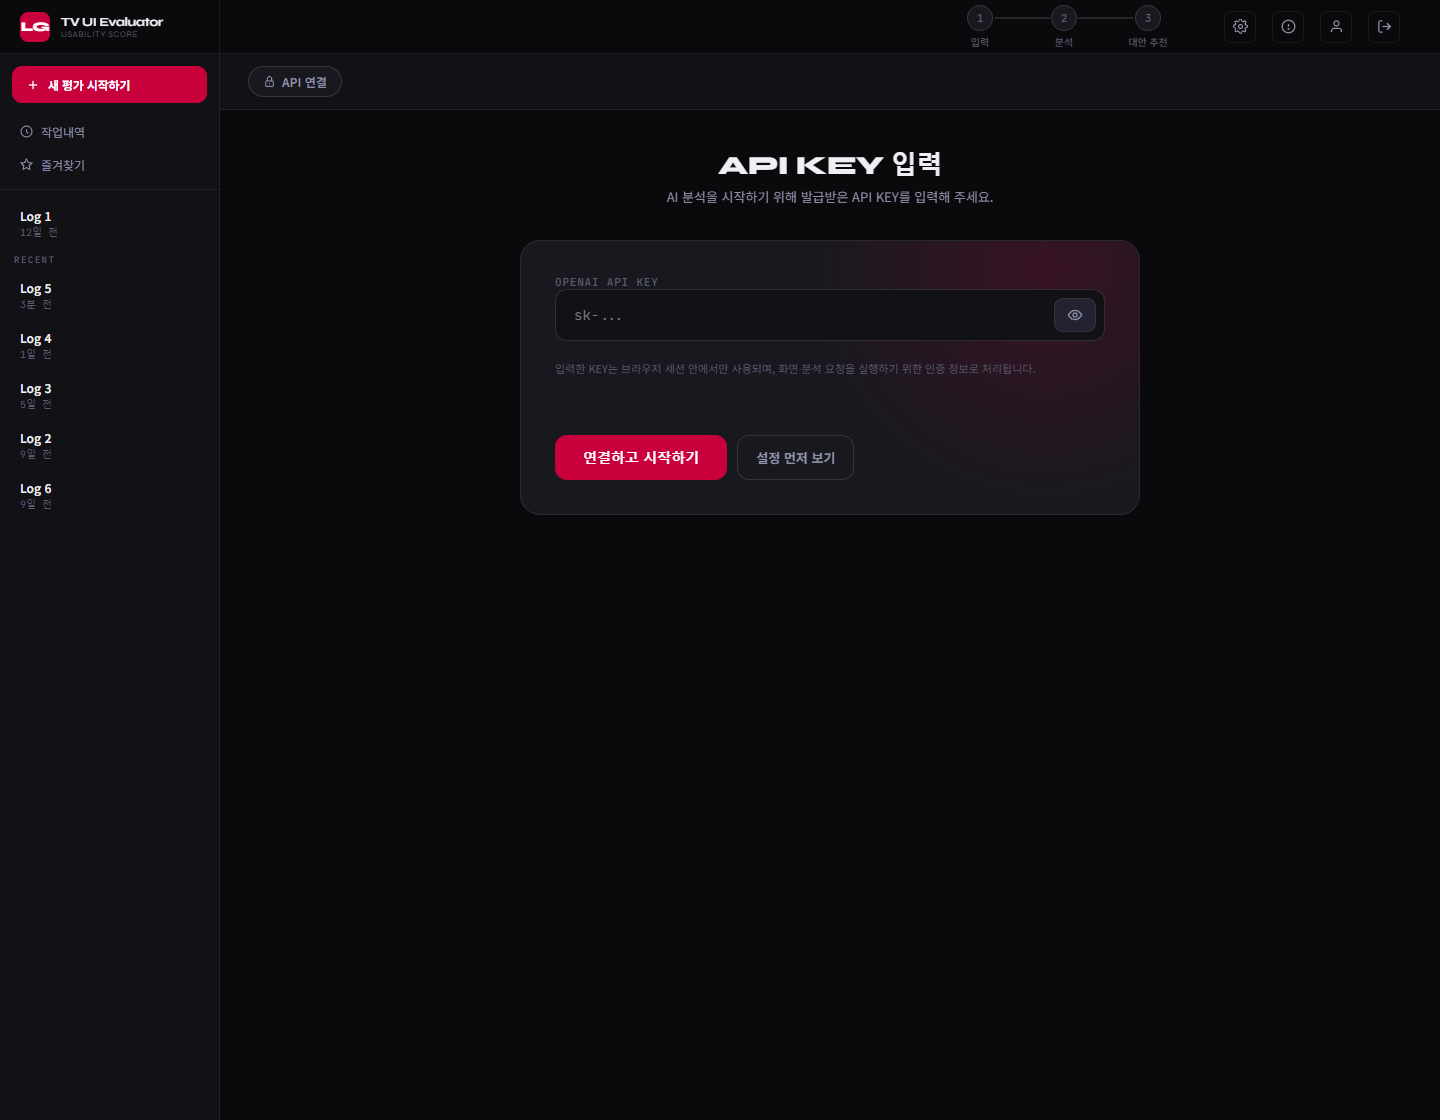 LG
TV UI Evaluator
USABILITY SCORE
1
2
3
입력
분석
대안 추천
새 평가 시작하기
작업내역
즐겨찾기
Log 1
12일 전
RECENT
Log 5
3분 전
Log 4
1일 전
Log 3
5일 전
Log 2
9일 전
Log 6
9일 전
API 연결
API KEY 입력
AI 분석을 시작하기 위해 발급받은 API KEY를 입력해 주세요.
OPENAI API KEY
sk-...
입력한 KEY는 브라우저 세션 안에서만 사용되며, 화면 분석 요청을 실행하기 위한 인증 정보로 처리됩니다.
연결하고 시작하기
설정 먼저 보기